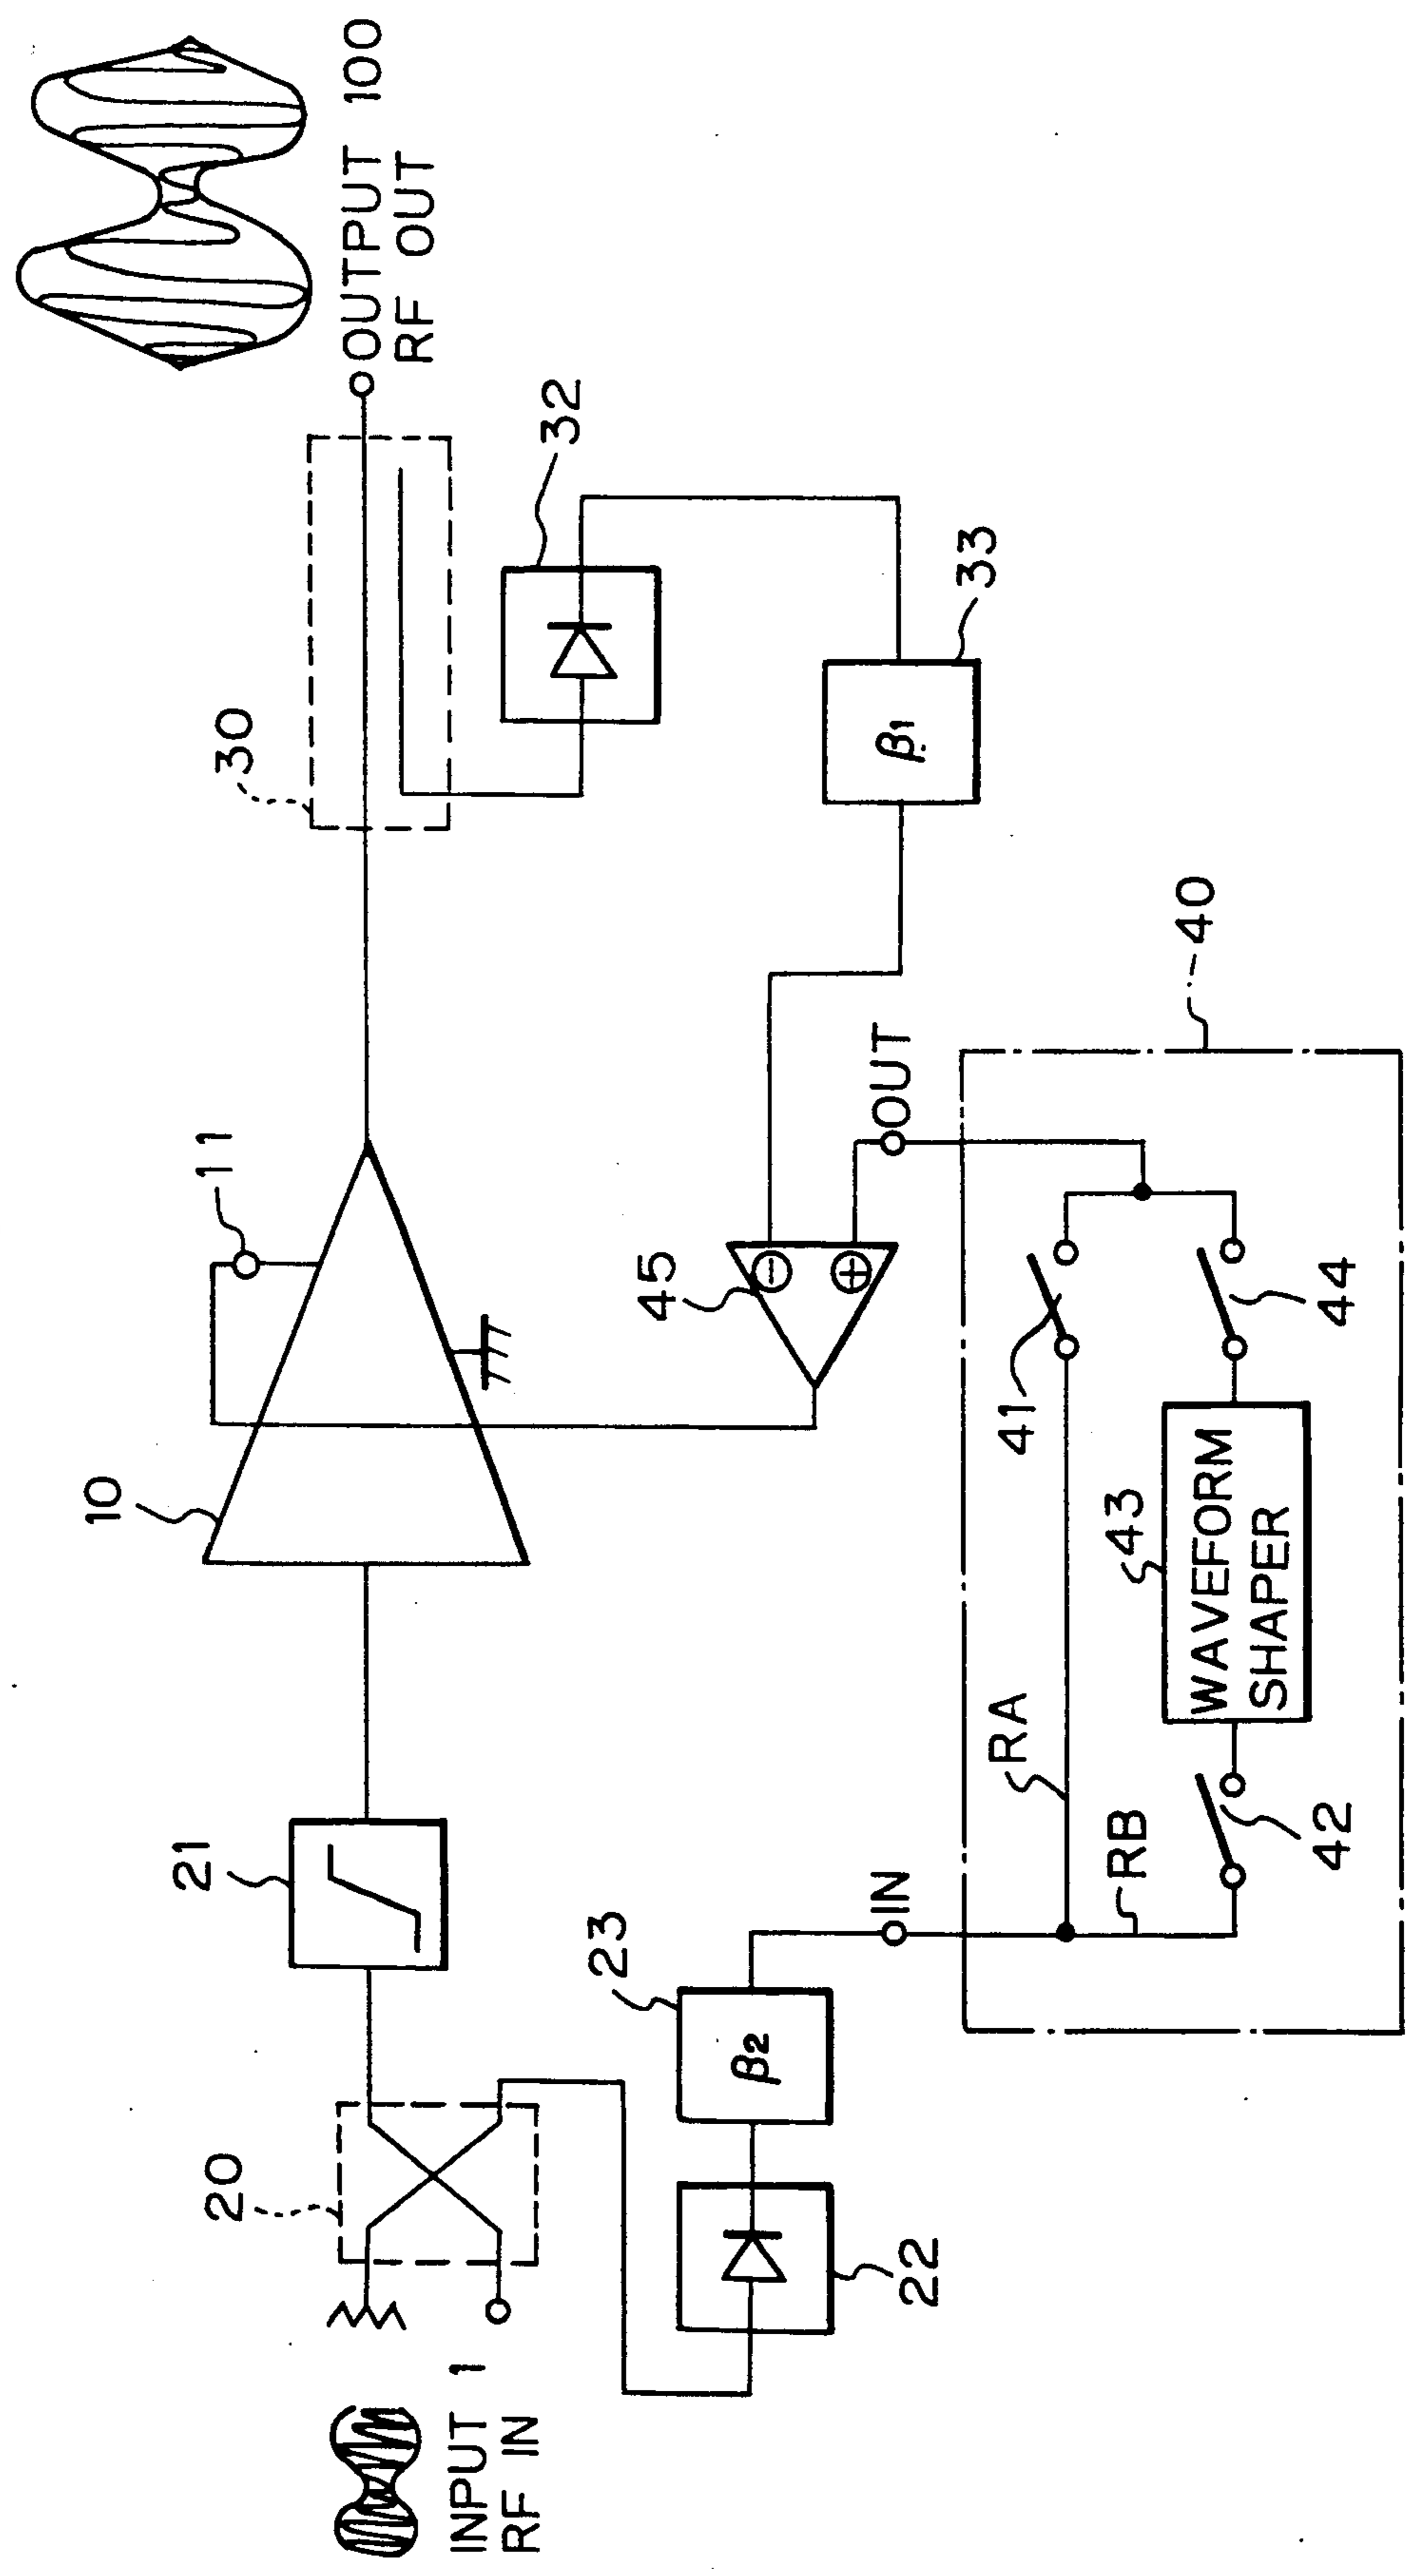 OUTPUT 100
RF OUT
30
32
33
β1
11
10
45
OUT
40
41
44
43
WAVEFORM
SHAPER
RA
RB
42
IN
21
20
23
β2
22
INPUT 1
RF IN